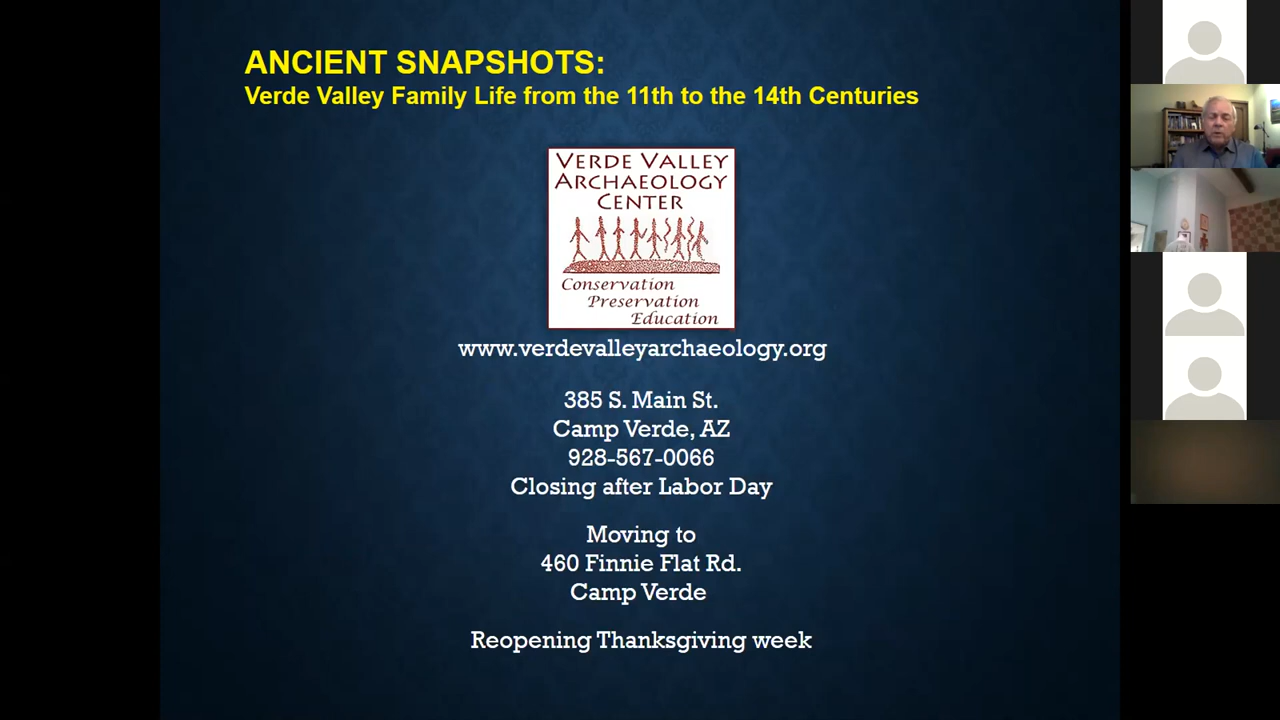 ANCIENT SNAPSHOTS:
Verde Valley Family Life from the 11th to the 14th Centuries
VERDE VALLEY
ARCHAEOLOGY
CENTER
Conservation
Preservation
Education
www.verdevalleyarchaeology.org
385 S. Main St.
Camp Verde, AZ
928-567-0066
Closing after Labor Day
Moving to
460 Finnie Flat Rd.
Camp Verde
Reopening Thanksgiving week